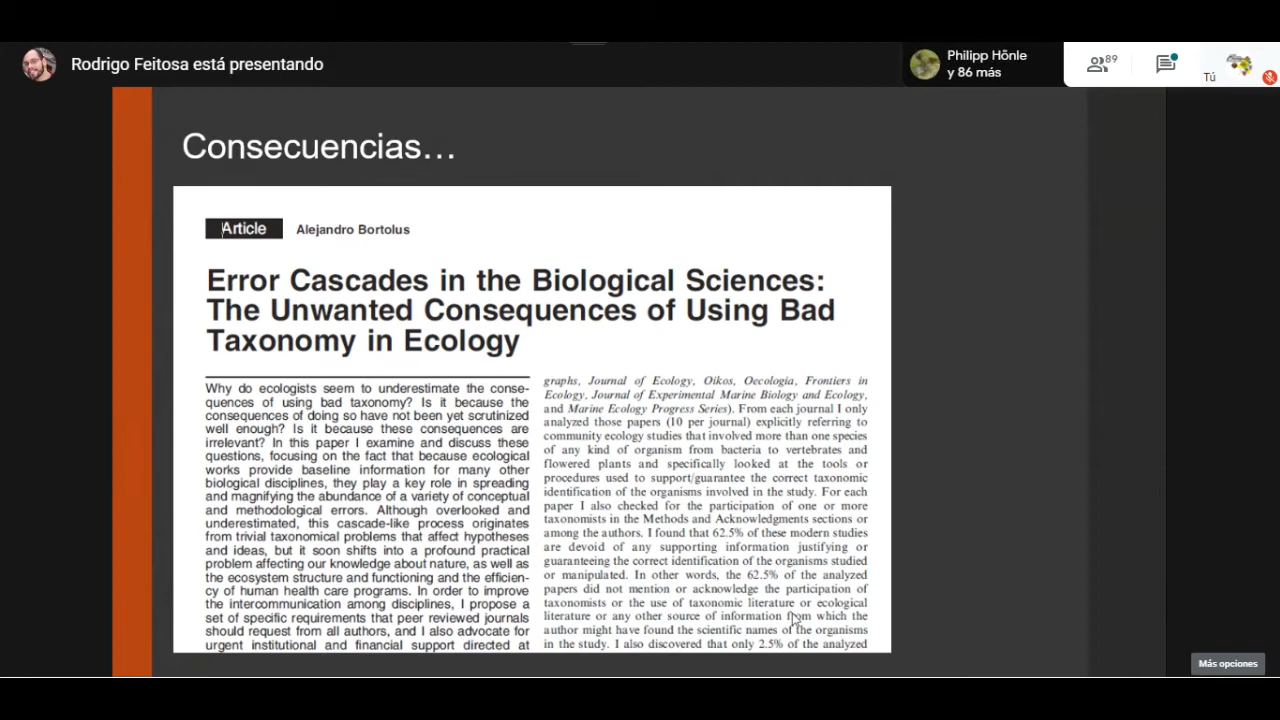 Rodrigo Feitosa está presentando
Philipp Hönle
y 86 más
89
Tú
Consecuencias...
Article Alejandro Bortolus
Error Cascades in the Biological Sciences:
The Unwanted Consequences of Using Bad
Taxonomy in Ecology
Why do ecologists seem to underestimate the conse-
quences of using bad taxonomy? Is it because the
consequences of doing so have not been yet scrutinized
well enough? Is it because these consequences are
irrelevant? In this paper I examine and discuss these
questions, focusing on the fact that because ecological
works provide baseline information for many other
biological disciplines, they play a key role in spreading
and magnifying the abundance of a variety of conceptual
and methodological errors. Although overlooked and
underestimated, this cascade-like process originates
from trivial taxonomical problems that affect hypotheses
and ideas, but it soon shifts into a profound practical
problem affecting our knowledge about nature, as well as
the ecosystem structure and functioning and the efficien-
cy of human health care programs. In order to improve
the intercommunication among disciplines, I propose a
set of specific requirements that peer reviewed journals
should request from all authors, and I also advocate for
urgent institutional and financial support directed at
graphs, Journal of Ecology, Oikos, Oecologia, Frontiers in
Ecology, Journal of Experimental Marine Biology and Ecology,
and Marine Ecology Progress Series). From each journal I only
analyzed those papers (10 per journal) explicitly referring to
community ecology studies that involved more than one species
of any kind of organism from bacteria to vertebrates and
flowered plants and specifically looked at the tools or
procedures used to support/guarantee the correct taxonomic
identification of the organisms involved in the study. For each
paper I also checked for the participation of one or more
taxonomists in the Methods and Acknowledgments sections or
among the authors. I found that 62.5% of these modern studies
are devoid of any supporting information justifying or
guaranteeing the correct identification of the organisms studied
or manipulated. In other words, the 62.5% of the analyzed
papers did not mention or acknowledge the participation of
taxonomists or the use of taxonomic literature or ecological
literature or any other source of information from which the
author might have found the scientific names of the organisms
in the study. I also discovered that only 2.5% of the analyzed
Más opciones